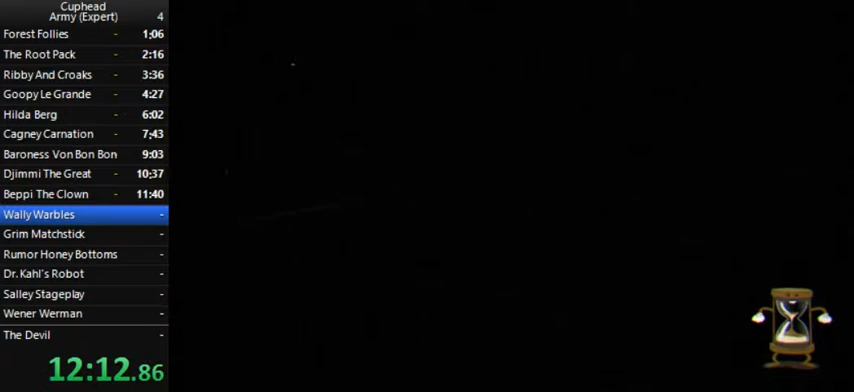 Cuphead
Army (Expert) 4
Forest Follies - 1:06
The Root Pack - 2:16
Ribby And Croaks - 3:36
Goopy Le Grande - 4:27
Hilda Berg - 6:02
Cagney Carnation - 7:43
Baroness Von Bon Bon 9:03
Djimmi The Great - 10:37
Beppi The Clown - 11:40
Wally Warbles -
Grim Matchstick -
Rumor Honey Bottoms -
Dr. Kahl's Robot -
Salley Stageplay -
Wener Werman -
The Devil -
12:12.86